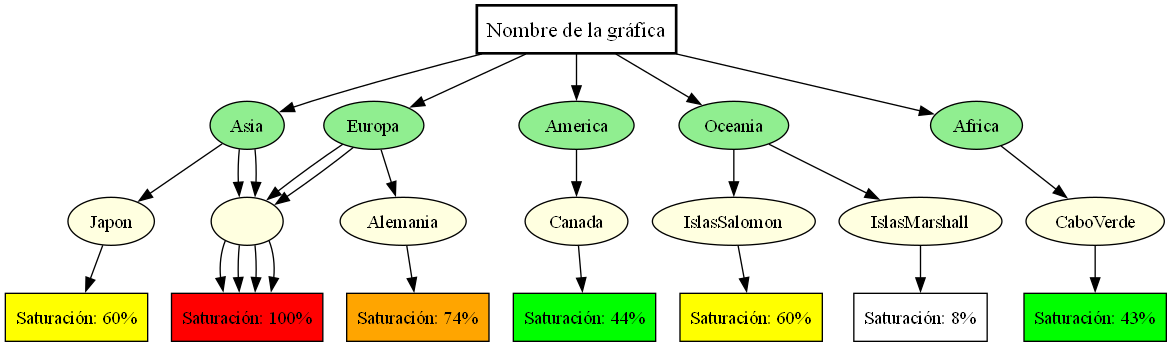 Nombre de la gráfica
Asia
Europa
America
Oceania
Africa
Japon
Alemania
Canada
IslasSalomon
IslasMarshall
CaboVerde
Saturación: 60%
Saturación: 100%
Saturación: 74%
Saturación: 44%
Saturación: 60%
Saturación: 8%
Saturación: 43%